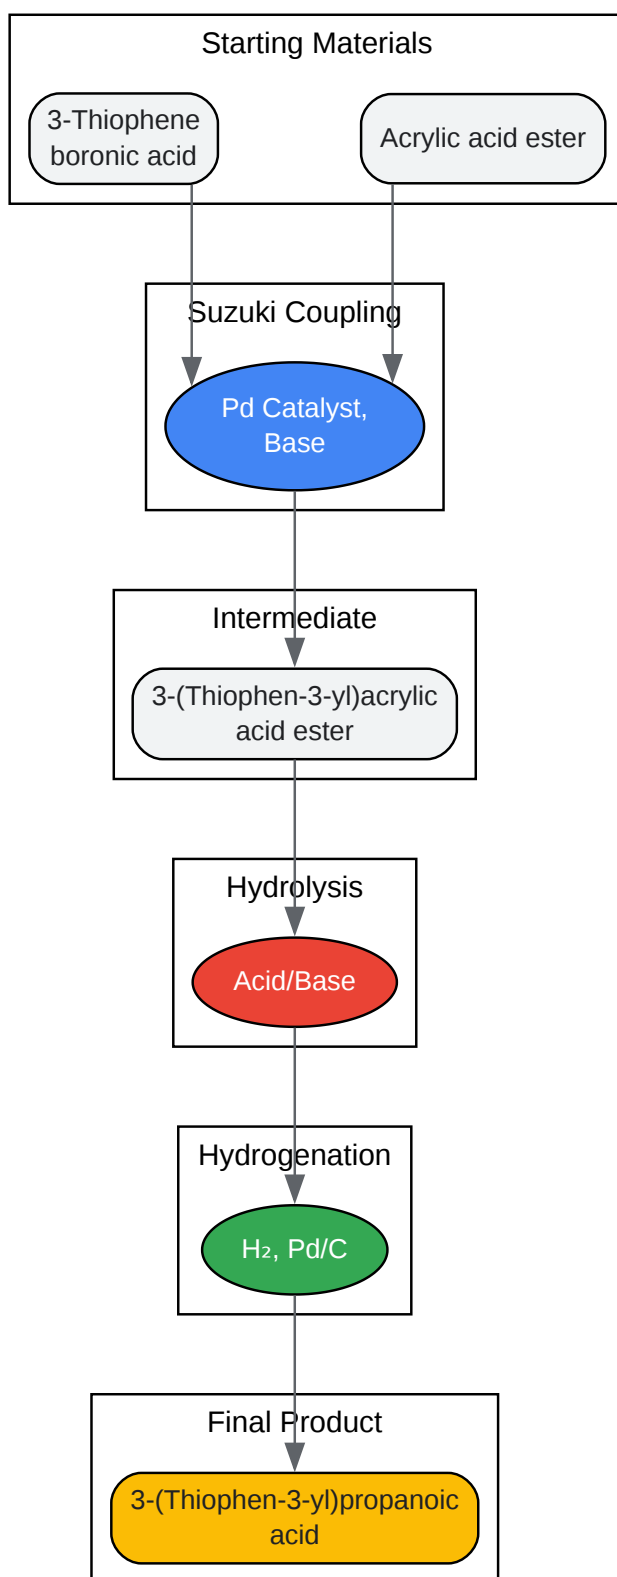 Starting Materials
3-Thiophene
boronic acid
Acrylic acid ester
Suzuki Coupling
Pd Catalyst,
Base
Intermediate
3-(Thiophen-3-yl)acrylic
acid ester
Hydrolysis
Acid/Base
Hydrogenation
H₂, Pd/C
Final Product
3-(Thiophen-3-yl)propanoic
acid